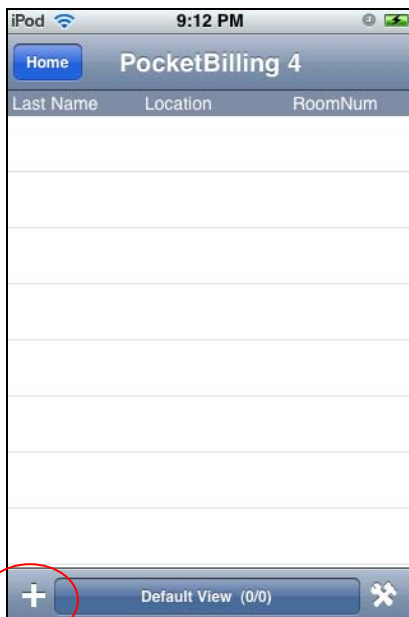 iPod 9:12 PM
Home PocketBilling 4
Last Name Location RoomNum
Default View (0/0)